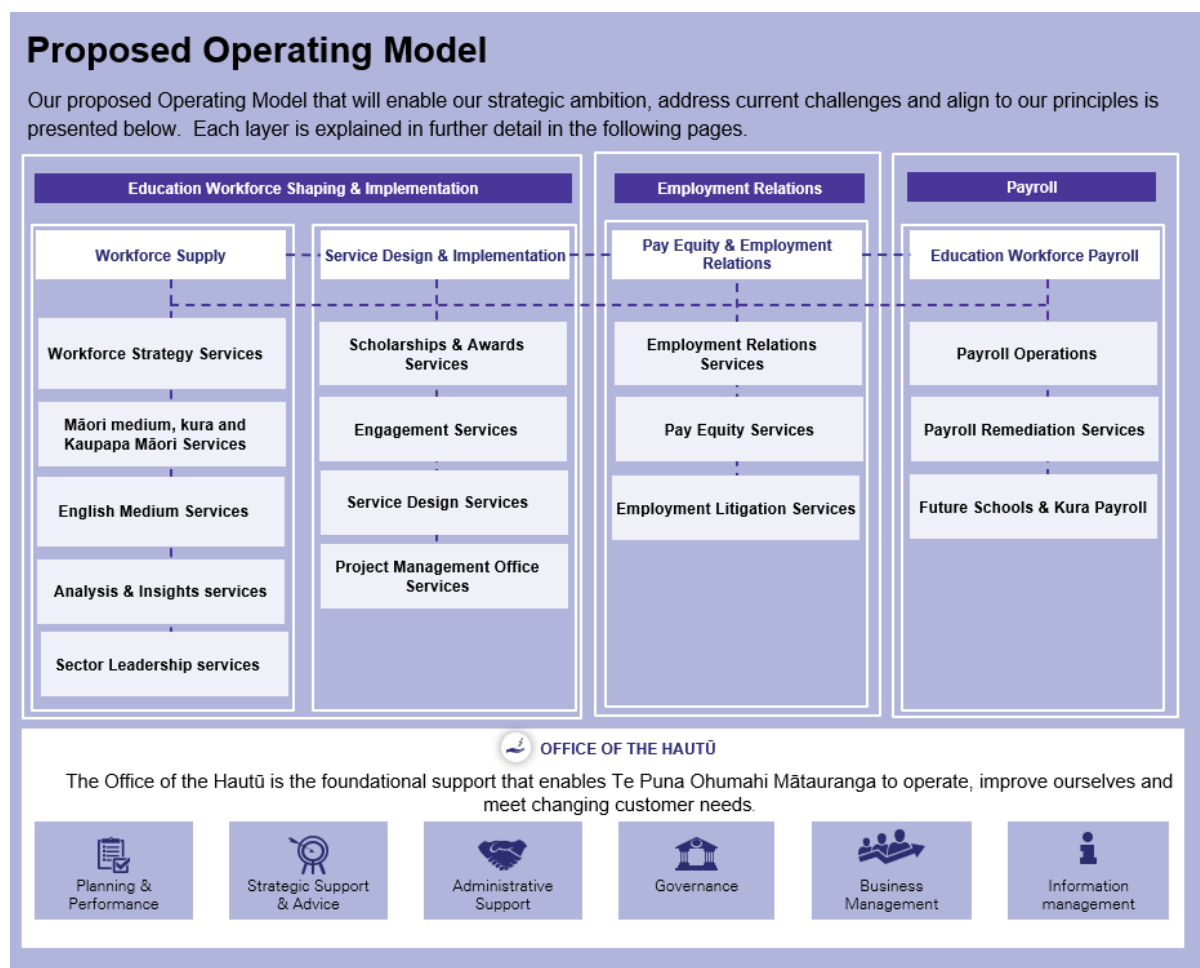 Proposed Operating Model
Our proposed Operating Model that will enable our strategic ambition, address current challenges and align to our principles is
presented below.  Each layer is explained in further detail in the following pages.
Education Workforce Shaping & Implementation
Workforce Supply
Workforce Strategy Services
Māori medium, kura and
Kaupapa Māori Services
English Medium Services
Analysis & Insights services
Sector Leadership services
Service Design & Implementation
Scholarships & Awards
Services
Engagement Services
Service Design Services
Project Management Office
Services
Employment Relations
Pay Equity & Employment
Relations
Employment Relations
Services
Pay Equity Services
Employment Litigation Services
Payroll
Education Workforce Payroll
Payroll Operations
Payroll Remediation Services
Future Schools & Kura Payroll
OFFICE OF THE HAUTŪ
The Office of the Hautū is the foundational support that enables Te Puna Ohumahi Mātauranga to operate, improve ourselves and
meet changing customer needs.
Planning &
Performance
Strategic Support
& Advice
Administrative
Support
Governance
Business
Management
Information
management